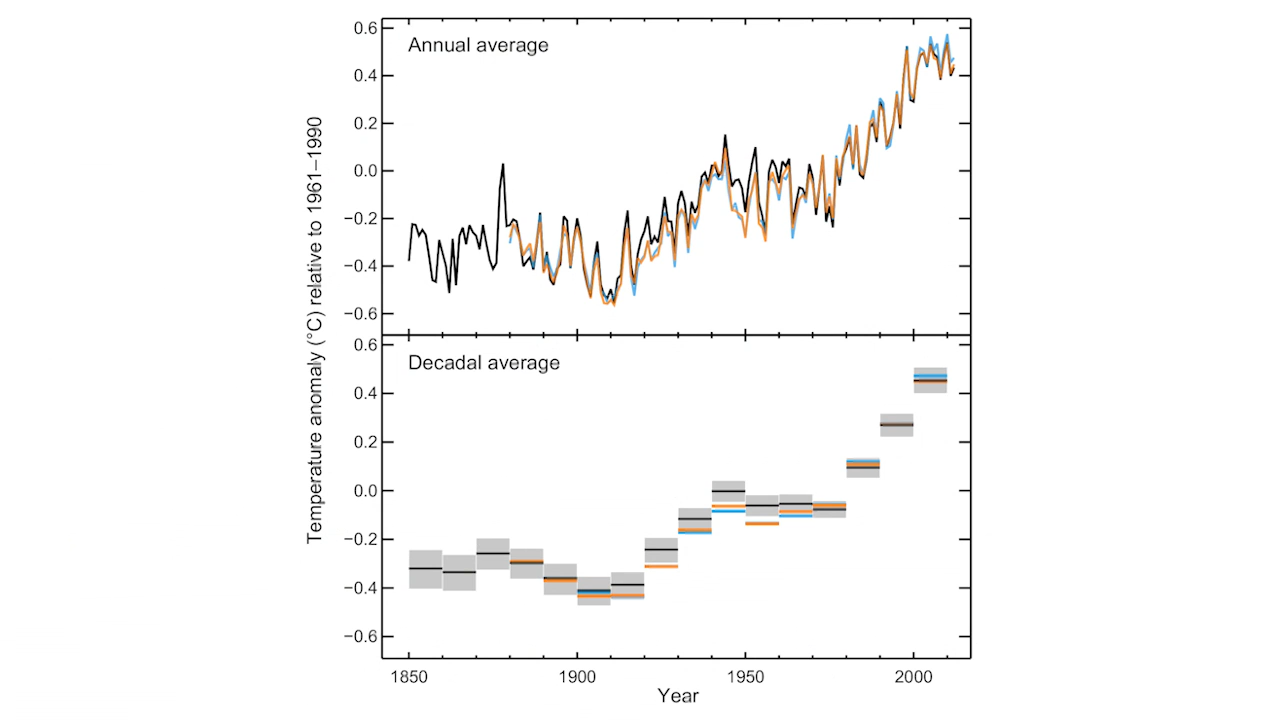 Temperature anomaly (°C) relative to 1961–1990
Annual average
0.6
0.4
0.2
0.0
−0.2
−0.4
−0.6
Decadal average
0.6
0.4
0.2
0.0
−0.2
−0.4
−0.6
1850 1900 1950 2000
Year